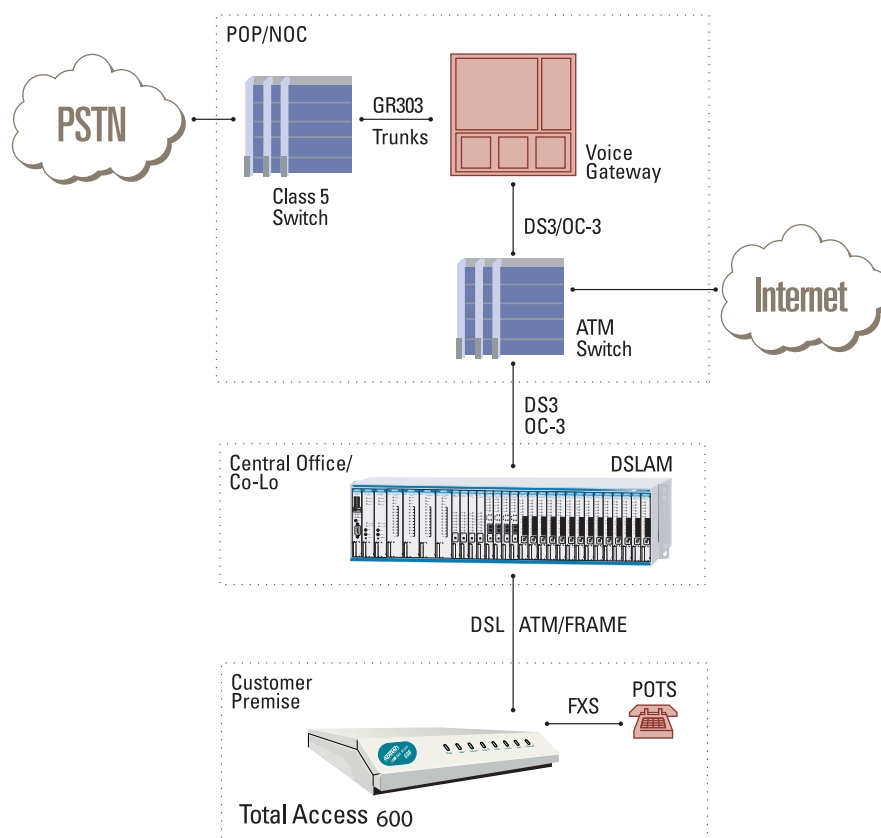 POP/NOC
PSTN
GR303
Trunks
Class 5
Switch
Voice
Gateway
DS3/OC-3
Internet
ATM
Switch
DS3
OC-3
Central Office/
Co-Lo
DSLAM
DSL ATM/FRAME
Customer
Premise
FXS
POTS
Total Access 600